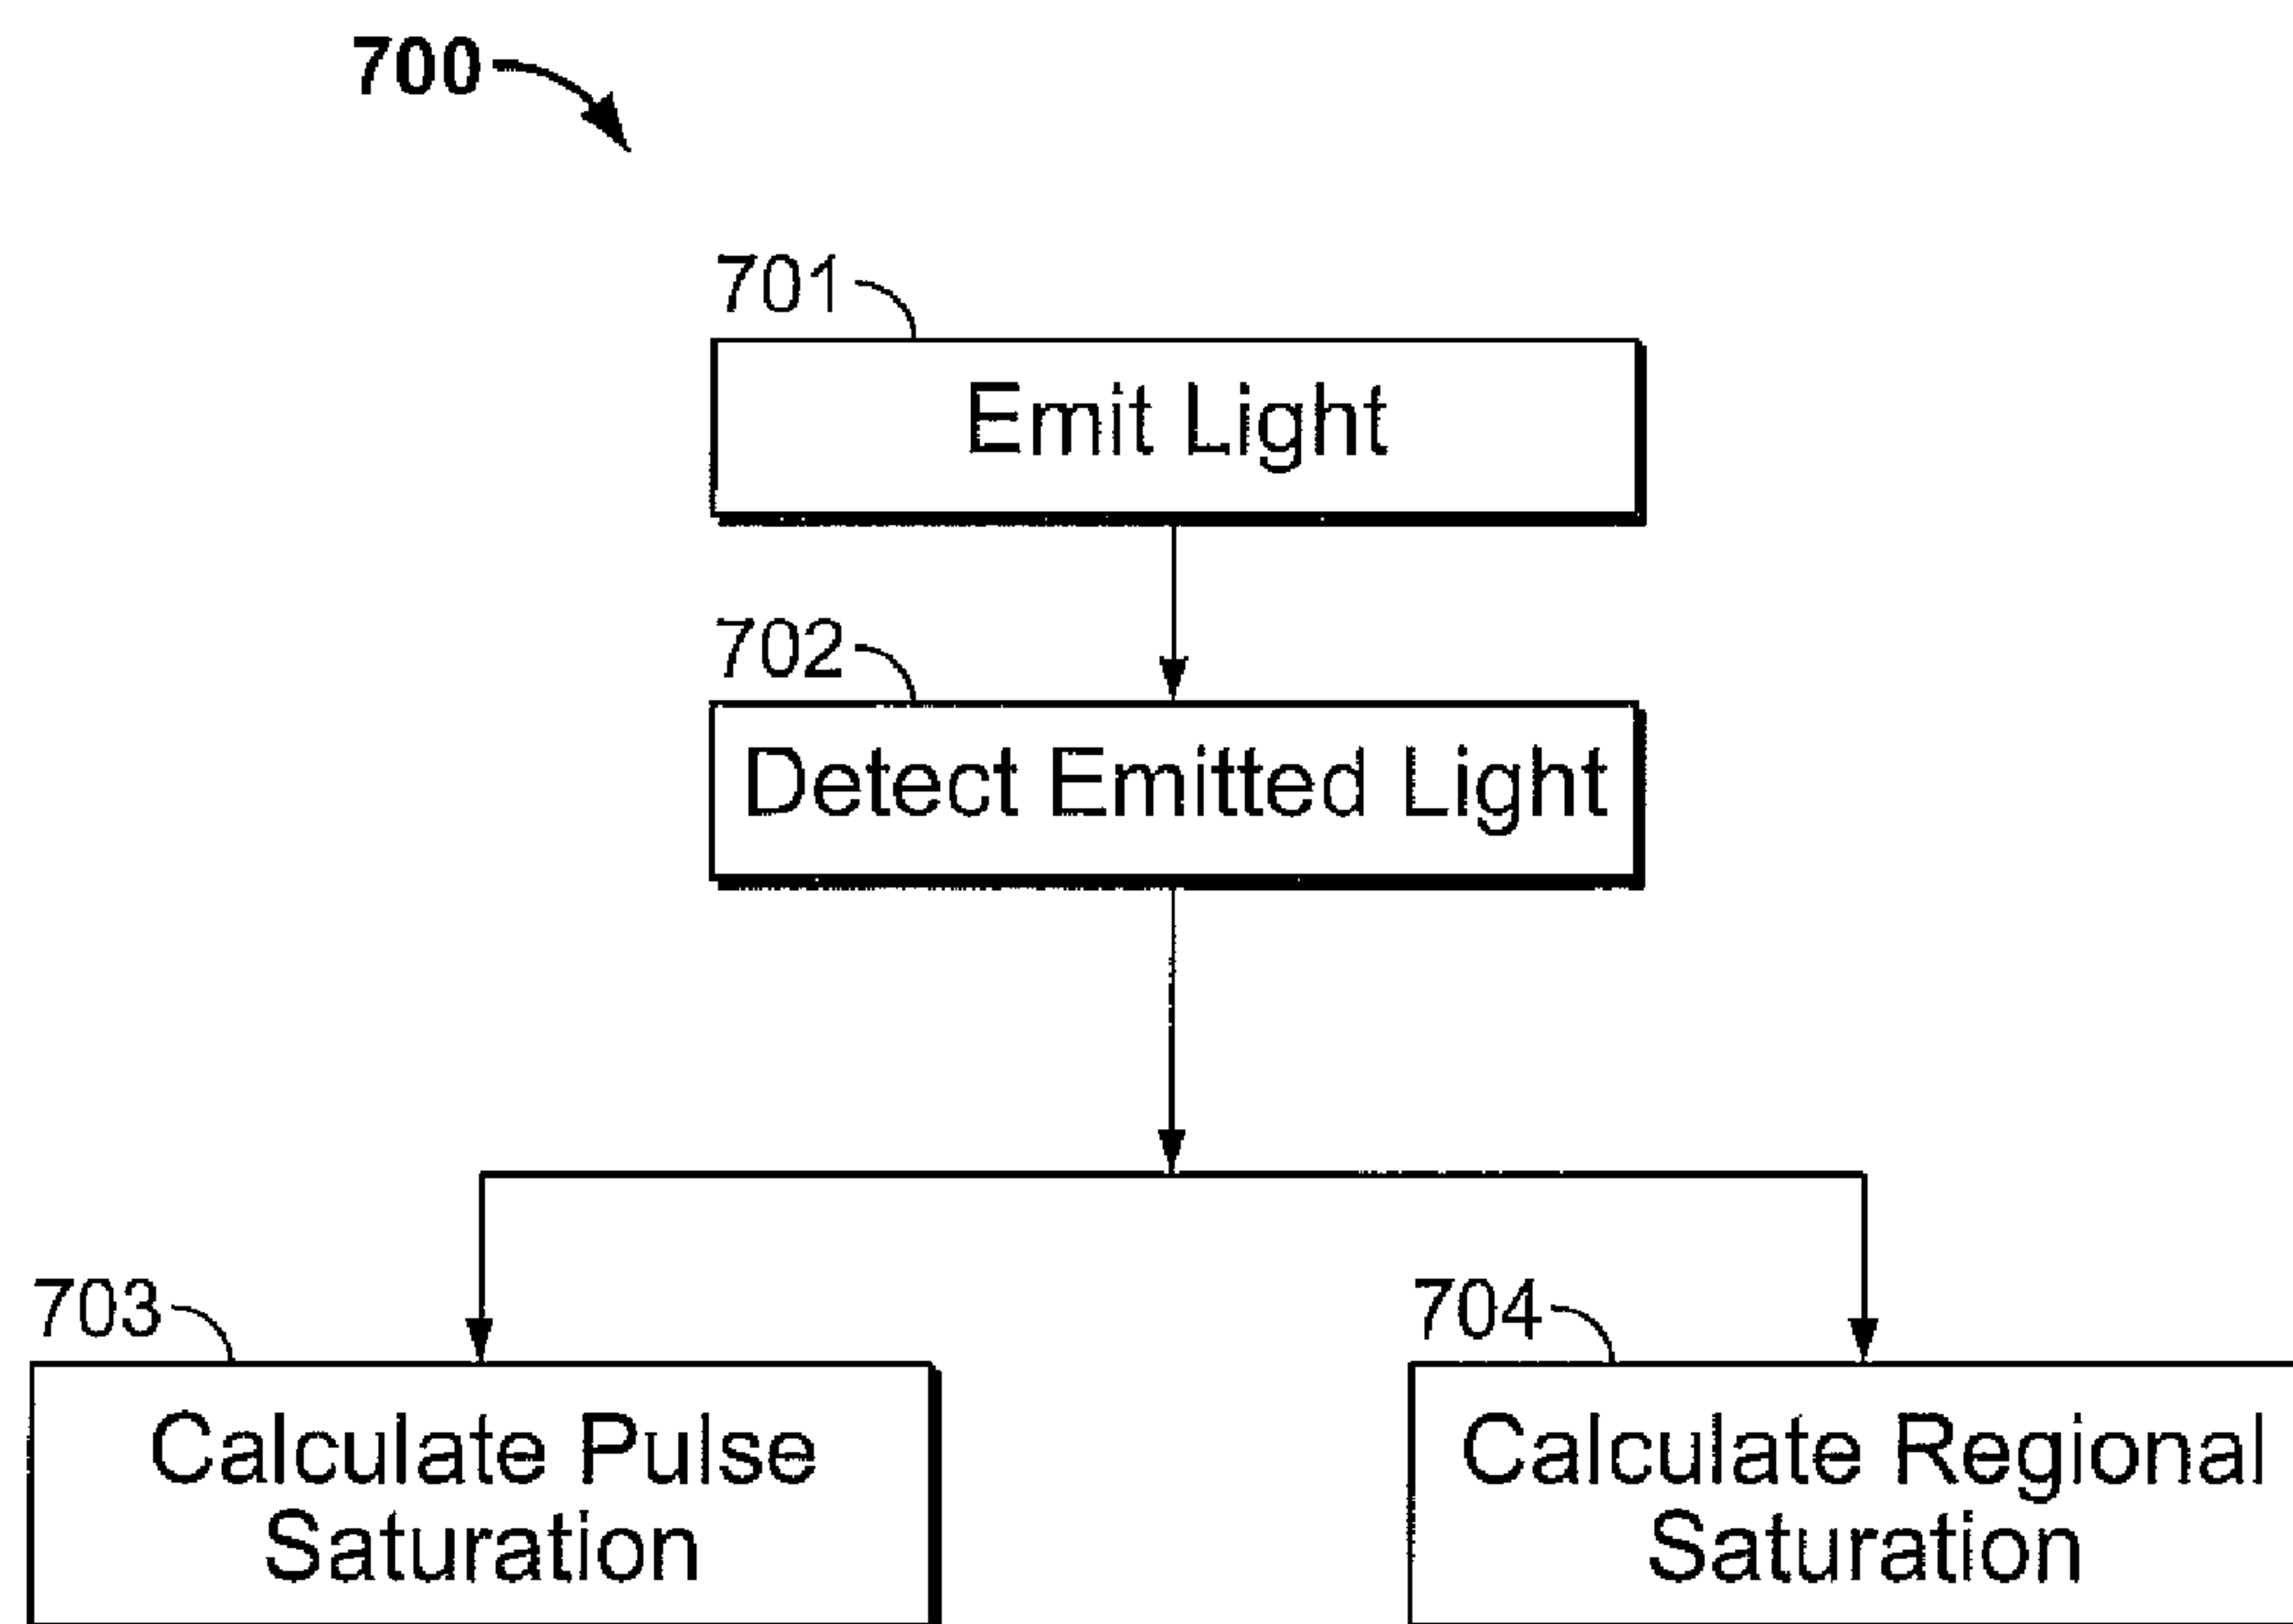 700
701
Emit Light
702
Detect Emitted Light
703
Calculate Pulse
Saturation
704
Calculate Regional
Saturation